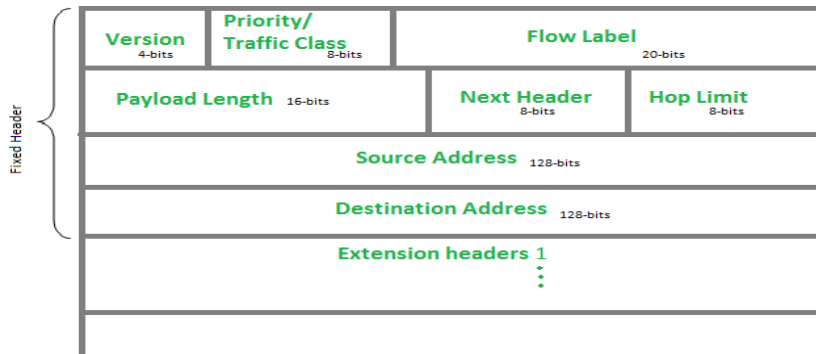 Fixed Header
Version
4-bits
Priority/
Traffic Class
8-bits
Flow Label
20-bits
Payload Length 16-bits
Next Header
8-bits
Hop Limit
8-bits
Source Address 128-bits
Destination Address 128-bits
Extension headers 1